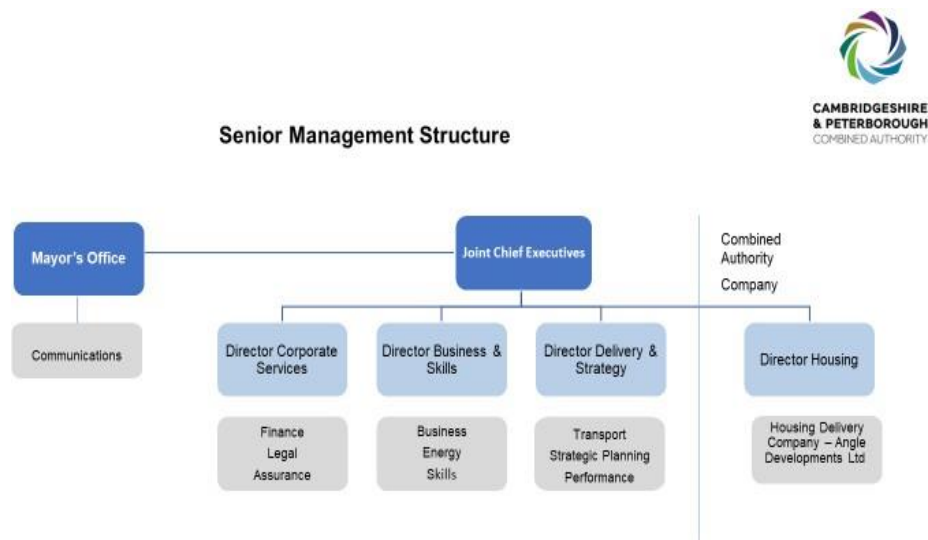 CAMBRIDGESHIRE
& PETERBOROUGH
COMBINED AUTHORITY
Senior Management Structure
Mayor's Office
Joint Chief Executives
Combined
Authority
Company
Communications
Director Corporate
Services
Director Business &
Skills
Director Delivery &
Strategy
Director Housing
Finance
Legal
Assurance
Business
Energy
Skills
Transport
Strategic Planning
Performance
Housing Delivery
Company – Angle
Developments Ltd